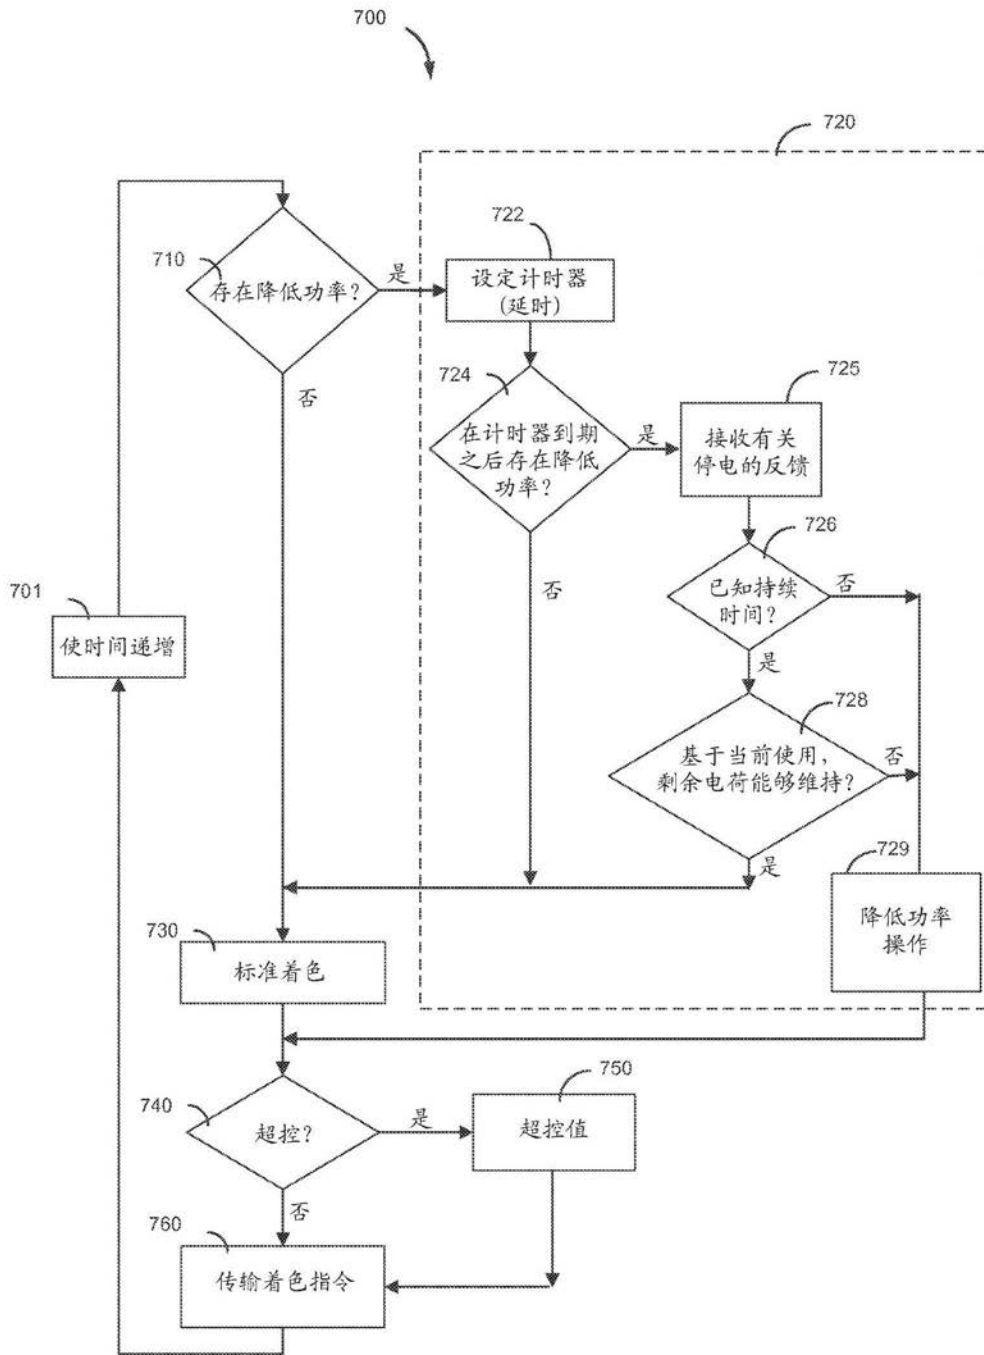 700
720
710
存在降低功率？
是
否
722
设定计时器
(延时)
724
在计时器到期
之后存在降低
功率？
是
否
725
接收有关
停电的反馈
726
已知持续
时间？
否
是
728
基于当前使用，
剩余电荷能够维持？
否
是
729
降低功率
操作
701
使时间递增
730
标准着色
740
超控？
是
否
750
超控值
760
传输着色指令